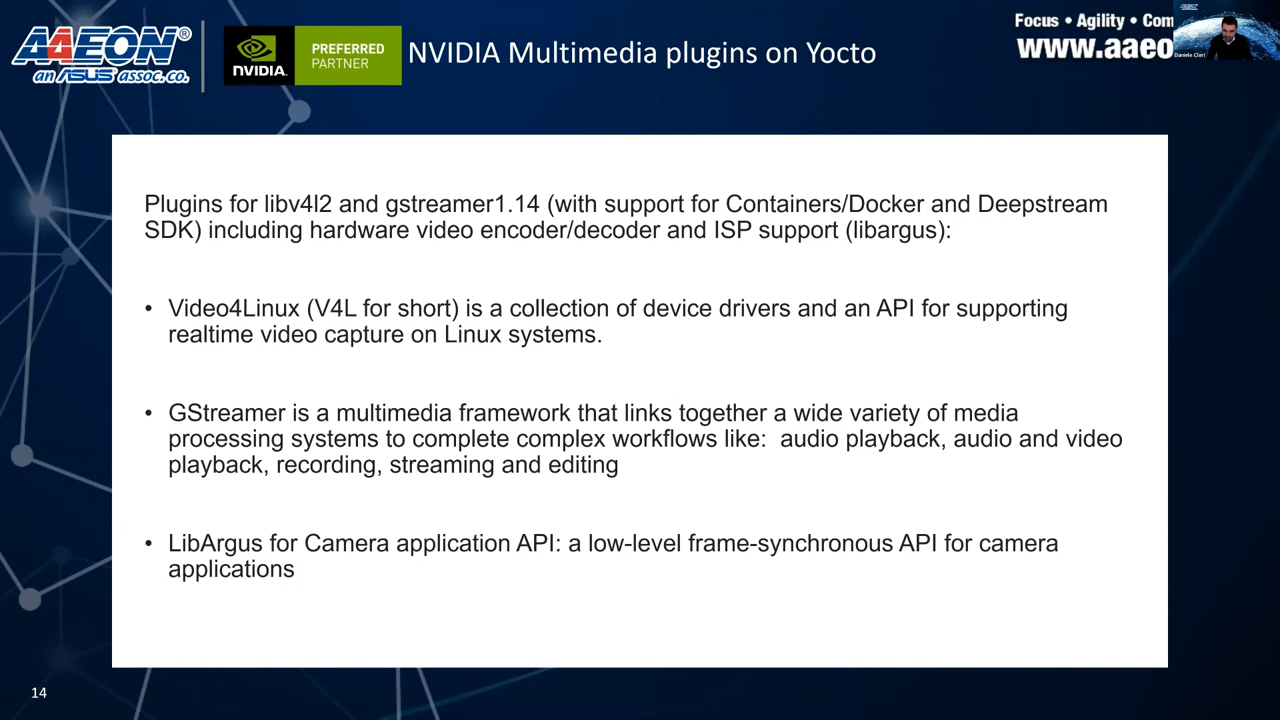 AAEON®
an ASUS assoc.co.
NVIDIA.
PREFERRED
PARTNER
NVIDIA Multimedia plugins on Yocto
Focus • Agility • Com
www.aaeo
Daniele Cleri
Plugins for libv4l2 and gstreamer1.14 (with support for Containers/Docker and Deepstream
SDK) including hardware video encoder/decoder and ISP support (libargus):
• Video4Linux (V4L for short) is a collection of device drivers and an API for supporting
realtime video capture on Linux systems.
• GStreamer is a multimedia framework that links together a wide variety of media
processing systems to complete complex workflows like:  audio playback, audio and video
playback, recording, streaming and editing
• LibArgus for Camera application API: a low-level frame-synchronous API for camera
applications
14